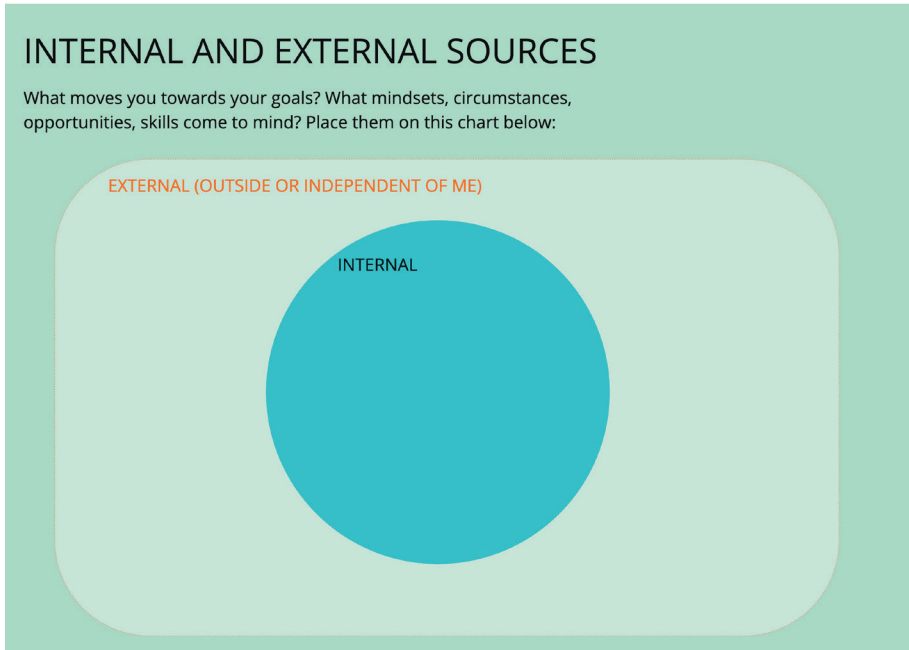 INTERNAL AND EXTERNAL SOURCES
What moves you towards your goals? What mindsets, circumstances,
opportunities, skills come to mind? Place them on this chart below:
EXTERNAL (OUTSIDE OR INDEPENDENT OF ME)
INTERNAL